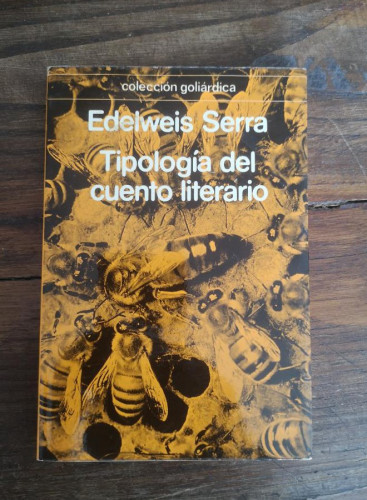 colección goliárdica
Edelweis Serra
Tipología del
cuento literario